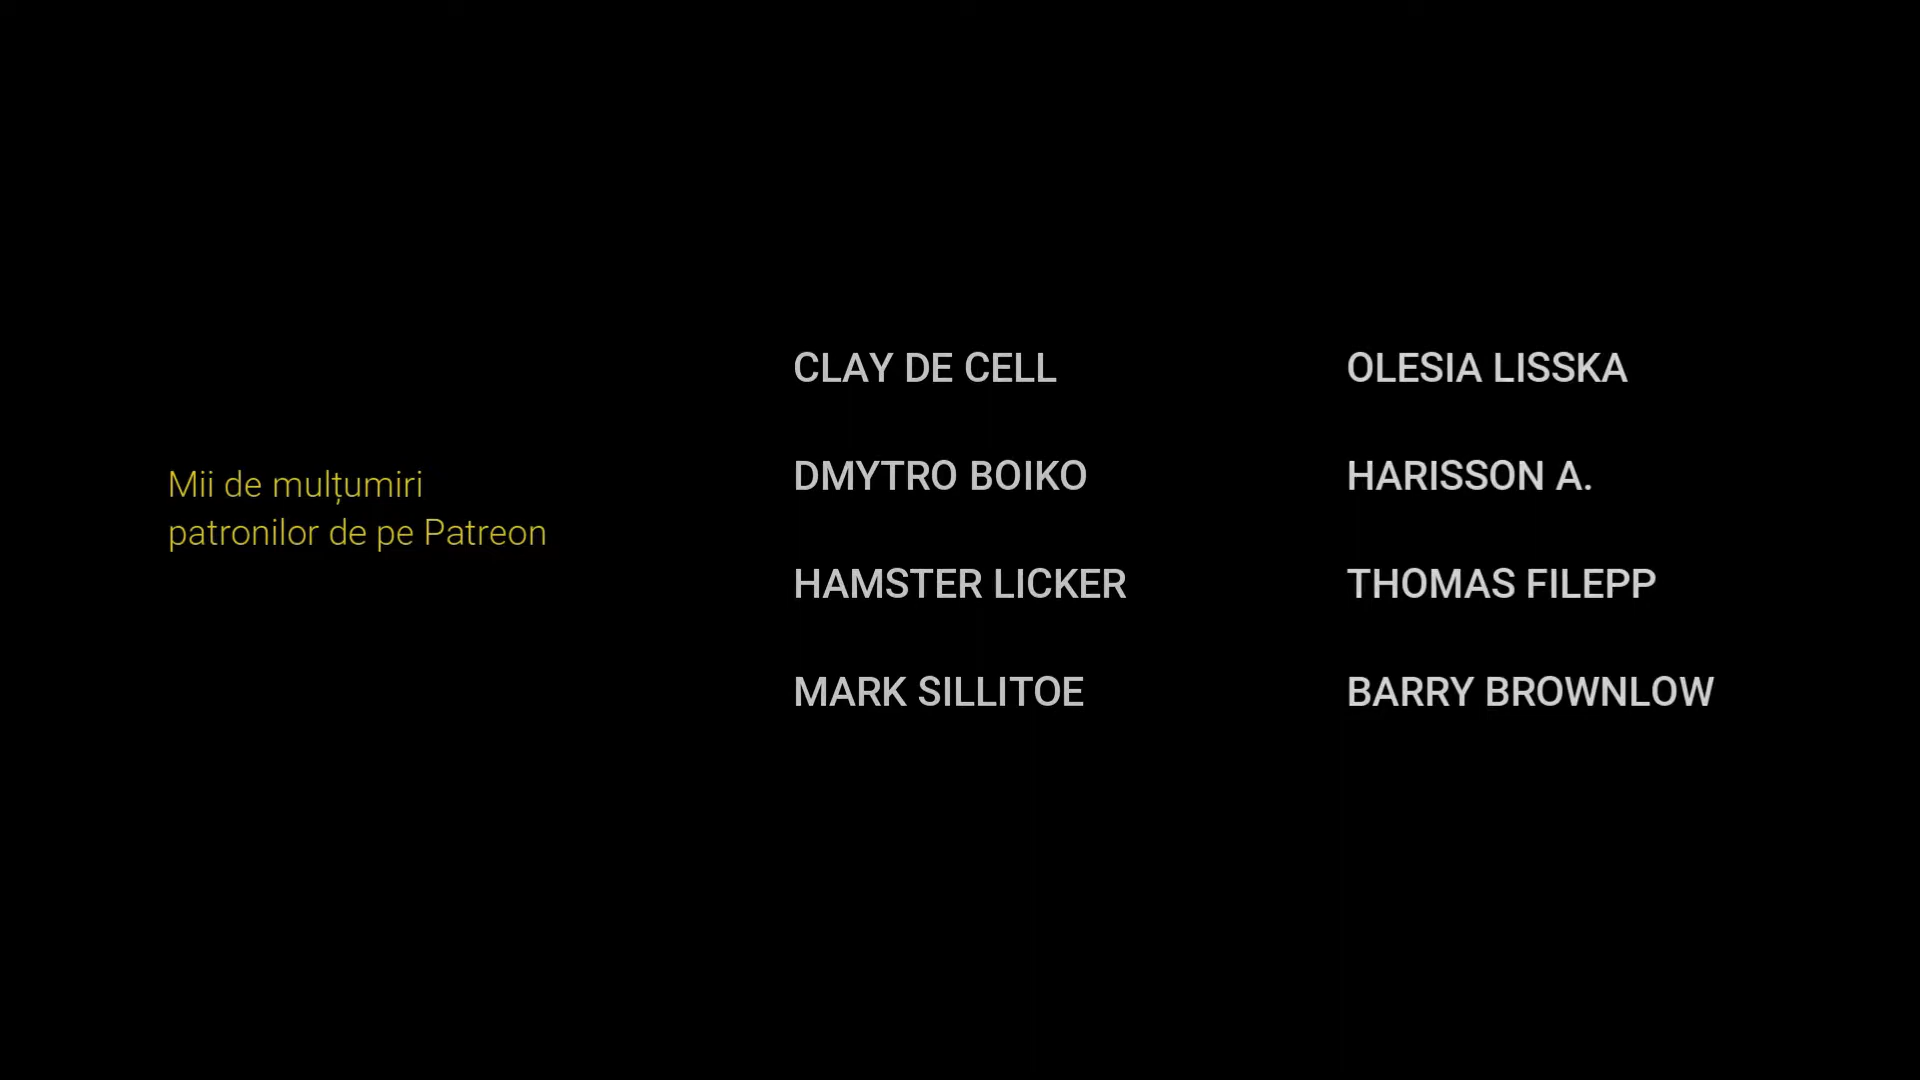 Mii de mulțumiri
patronilor de pe Patreon
CLAY DE CELL
DMYTRO BOIKO
HAMSTER LICKER
MARK SILLITOE
OLESIA LISSKA
HARISSON A.
THOMAS FILEPP
BARRY BROWNLOW